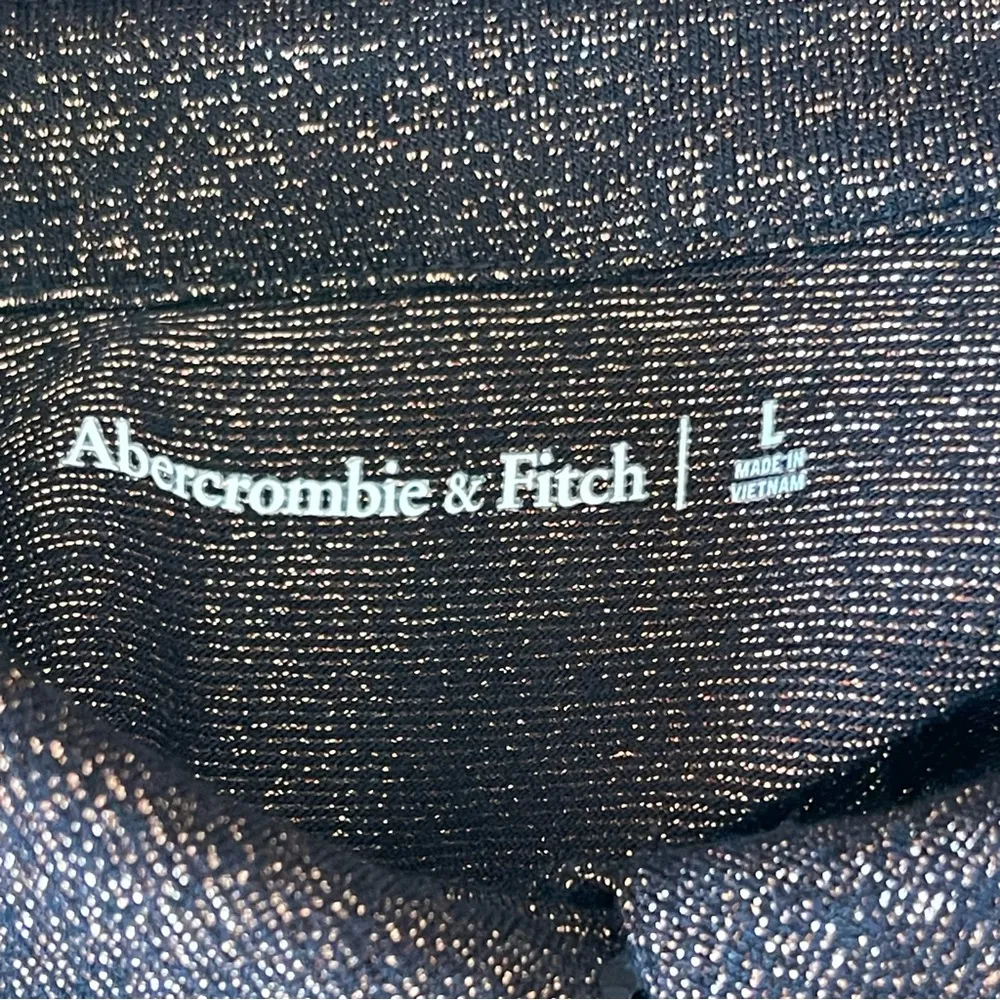 Abercrombie & Fitch
L
MADE IN
VIETNAM